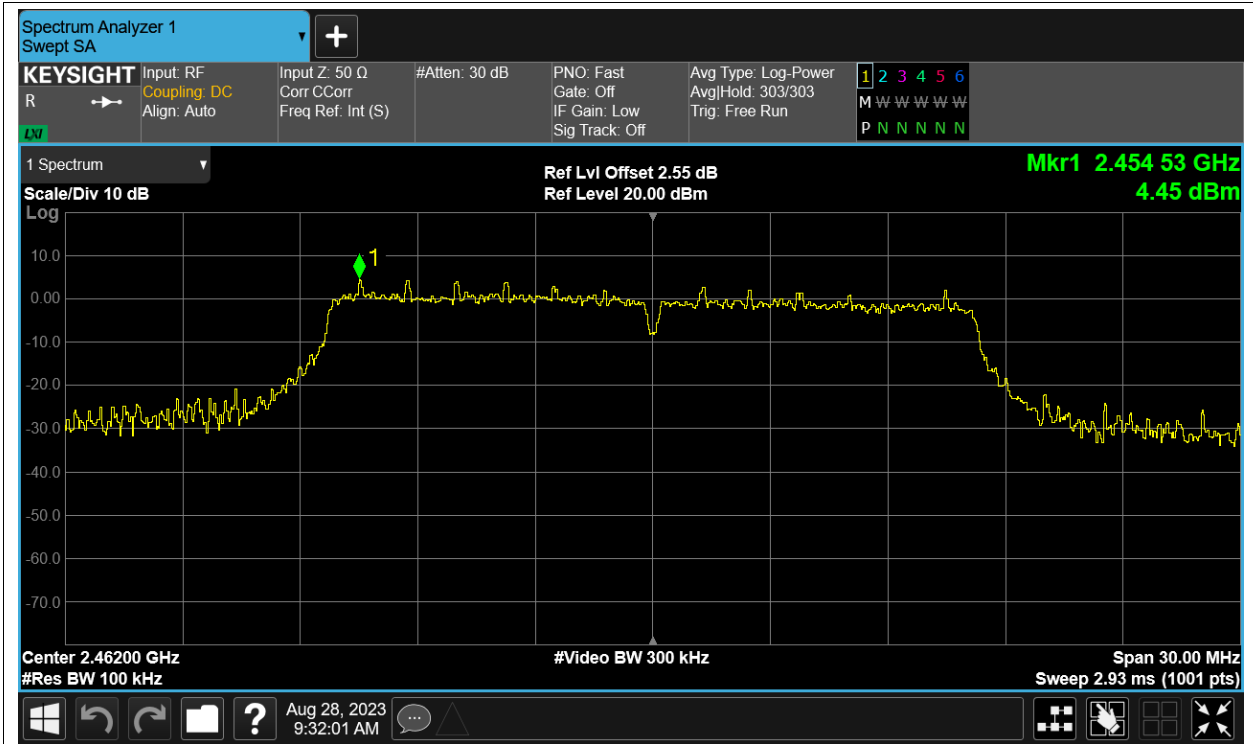 Spectrum Analyzer 1
Swept SA
+
KEYSIGHT
R
LXI
Input: RF
Coupling: DC
Align: Auto
Input Z: 50 Ω
Corr CCorr
Freq Ref: Int (S)
#Atten: 30 dB
PNO: Fast
Gate: Off
IF Gain: Low
Sig Track: Off
Avg Type: Log-Power
Avg|Hold: 303/303
Trig: Free Run
1 2 3 4 5 6
M W W W W W
P N N N N N
1 Spectrum
Scale/Div 10 dB
Ref Lvl Offset 2.55 dB
Ref Level 20.00 dBm
Mkr1 2.454 53 GHz
4.45 dBm
Log
1
10.0
0.00
-10.0
-20.0
-30.0
-40.0
-50.0
-60.0
-70.0
Center 2.46200 GHz
#Video BW 300 kHz
Span 30.00 MHz
#Res BW 100 kHz
Sweep 2.93 ms (1001 pts)
?
Aug 28, 2023
9:32:01 AM